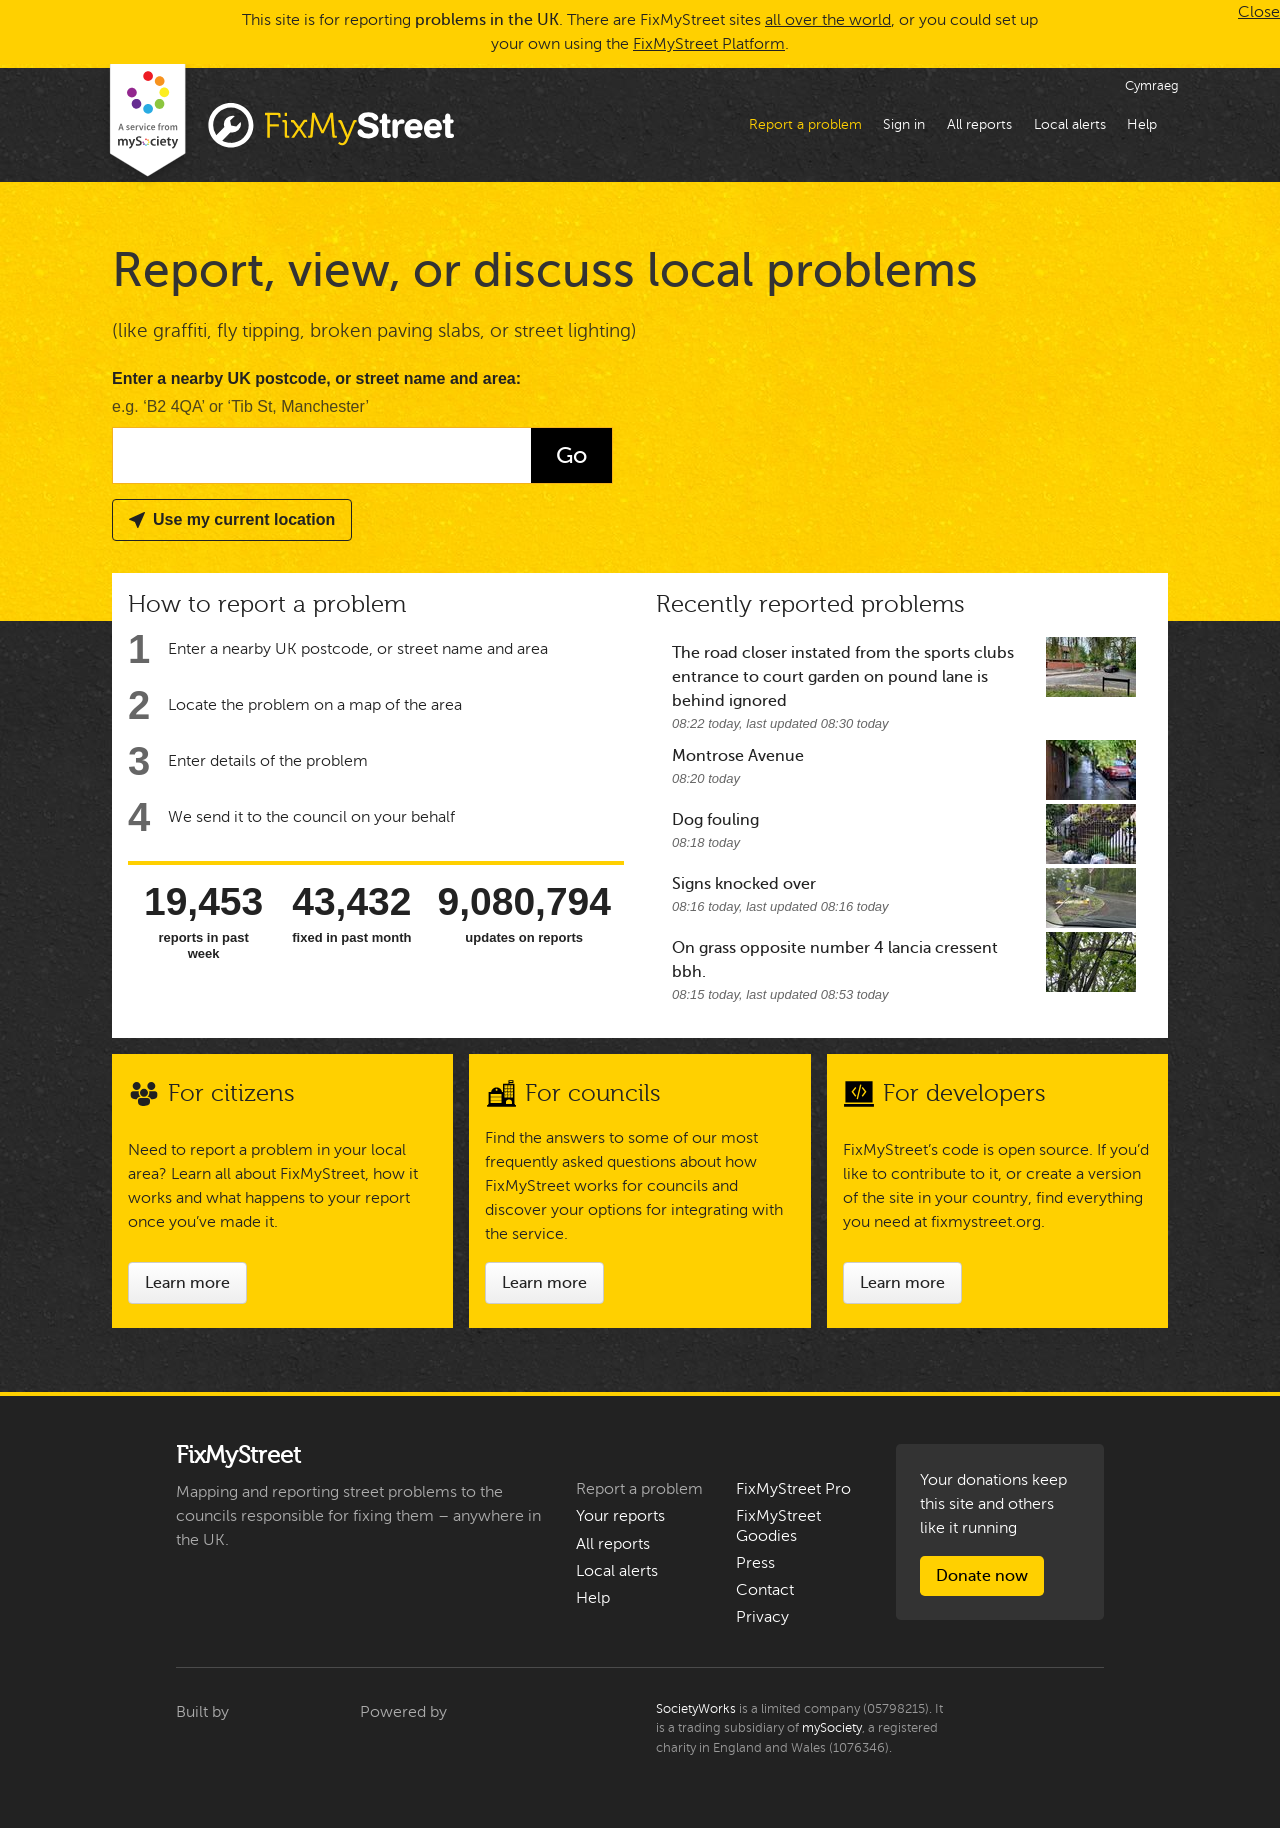 This site is for reporting problems in the UK. There are FixMyStreet sites all over the world, or you could set up
your own using the FixMyStreet Platform.
Close
A service from
mySociety
FixMyStreet
Cymraeg
Report a problem
Sign in
All reports
Local alerts
Help
Report, view, or discuss local problems
(like graffiti, fly tipping, broken paving slabs, or street lighting)
Enter a nearby UK postcode, or street name and area:
e.g. ‘B2 4QA’ or ‘Tib St, Manchester’
Go
Use my current location
How to report a problem
1 Enter a nearby UK postcode, or street name and area
2 Locate the problem on a map of the area
3 Enter details of the problem
4 We send it to the council on your behalf
19,453
reports in past
week
43,432
fixed in past month
9,080,794
updates on reports
Recently reported problems
The road closer instated from the sports clubs
entrance to court garden on pound lane is
behind ignored
08:22 today, last updated 08:30 today
Montrose Avenue
08:20 today
Dog fouling
08:18 today
Signs knocked over
08:16 today, last updated 08:16 today
On grass opposite number 4 lancia cressent
bbh.
08:15 today, last updated 08:53 today
For citizens
Need to report a problem in your local
area? Learn all about FixMyStreet, how it
works and what happens to your report
once you’ve made it.
Learn more
For councils
Find the answers to some of our most
frequently asked questions about how
FixMyStreet works for councils and
discover your options for integrating with
the service.
Learn more
For developers
FixMyStreet’s code is open source. If you’d
like to contribute to it, or create a version
of the site in your country, find everything
you need at fixmystreet.org.
Learn more
FixMyStreet
Mapping and reporting street problems to the
councils responsible for fixing them – anywhere in
the UK.
Report a problem
Your reports
All reports
Local alerts
Help
FixMyStreet Pro
FixMyStreet
Goodies
Press
Contact
Privacy
Your donations keep
this site and others
like it running
Donate now
Built by
Powered by
SocietyWorks is a limited company (05798215). It
is a trading subsidiary of mySociety, a registered
charity in England and Wales (1076346).